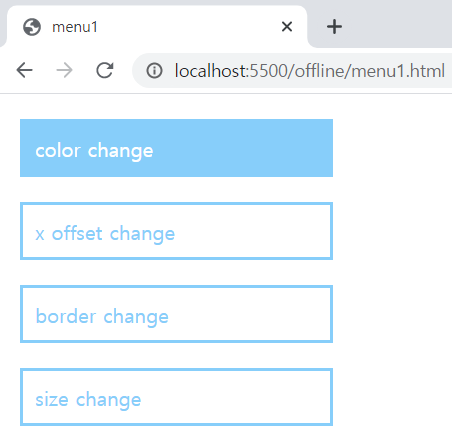 menu1
localhost:5500/offline/menu1.html
color change
x offset change
border change
size change